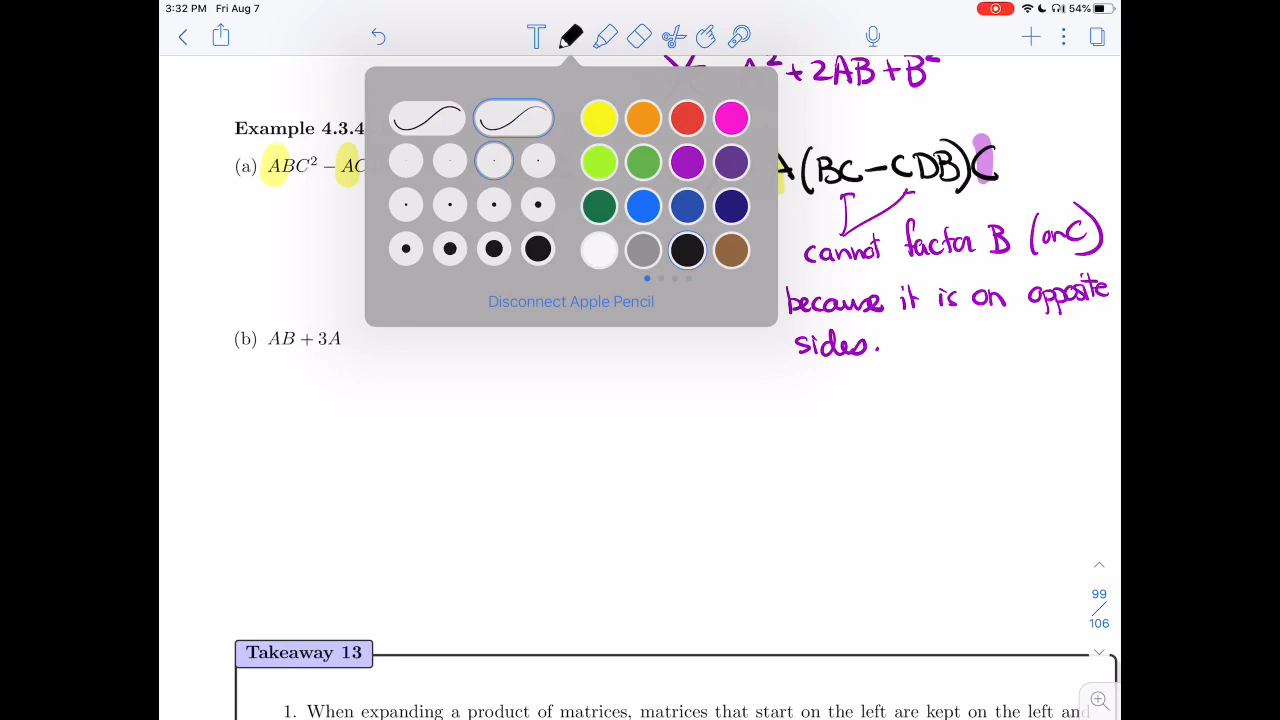 3:32 PM Fri Aug 7
54%
A² + 2AB + B²
Example 4.3.4
(a) ABC² − AC
A(BC − CDB)C
cannot factor B (or C)
because it is on opposite
sides.
Disconnect Apple Pencil
(b) AB + 3A
99
106
Takeaway 13
1. When expanding a product of matrices, matrices that start on the left are kept on the left and